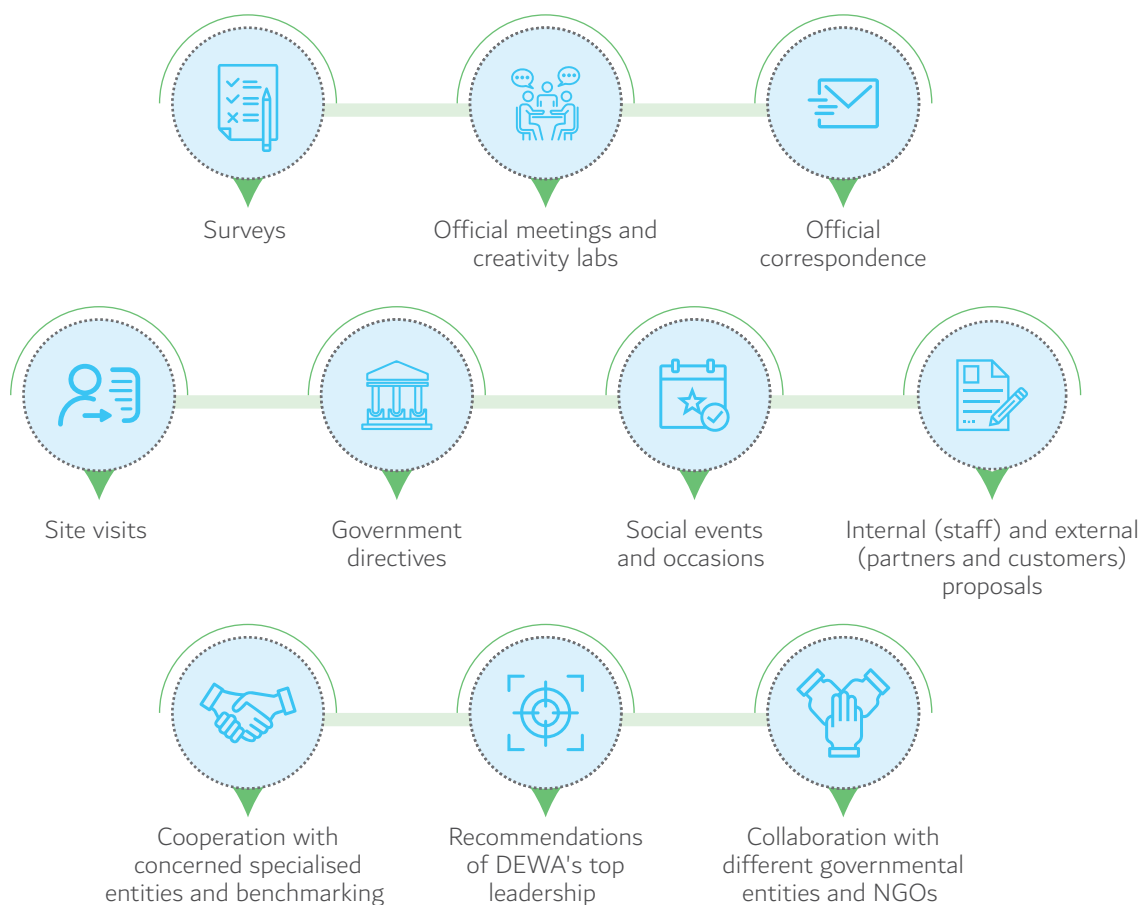 Surveys
Official meetings and
creativity labs
Official
correspondence
Site visits
Government
directives
Social events
and occasions
Internal (staff) and external
(partners and customers)
proposals
Cooperation with
concerned specialised
entities and benchmarking
Recommendations
of DEWA's top
leadership
Collaboration with
different governmental
entities and NGOs